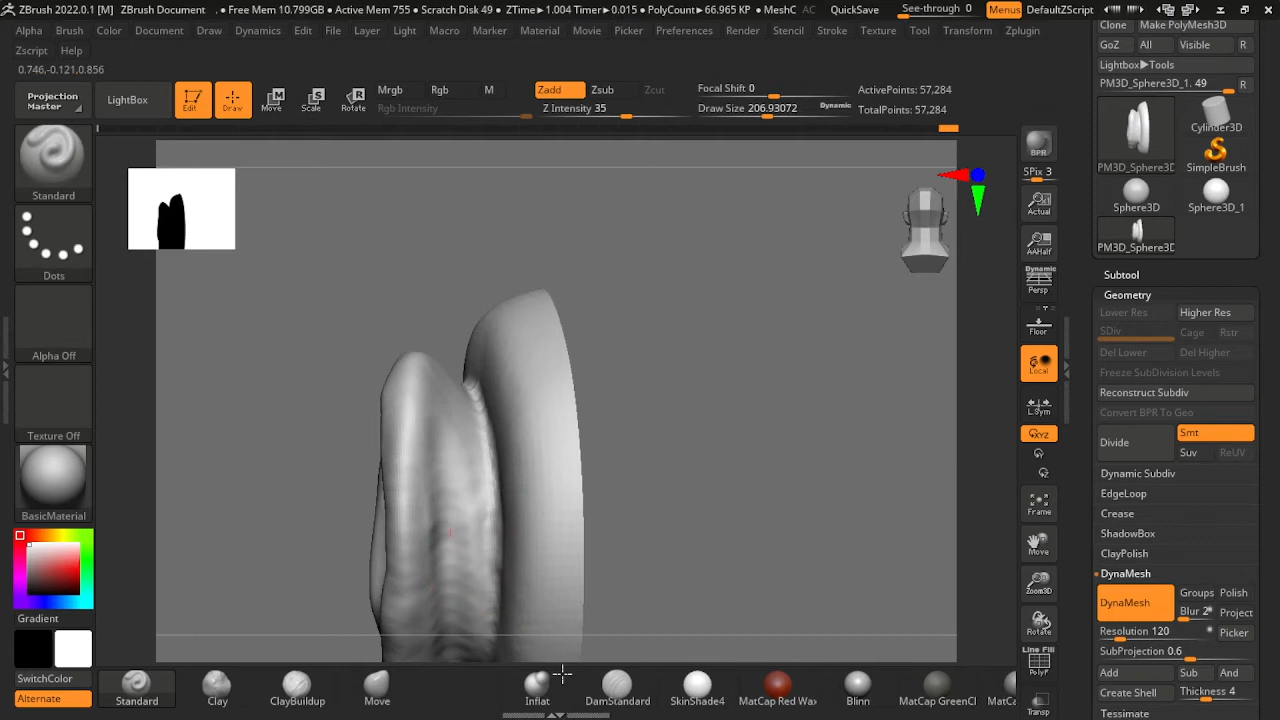 ZBrush 2022.0.1 [M] ZBrush Document . • Free Mem 10.799GB • Active Mem 755 • Scratch Disk 49 • ZTime▶1.004 Timer▶0.015 • PolyCount▶66.965 KP • MeshC AC QuickSave See-through 0 Menus DefaultZScript
Alpha Brush Color Document Draw Dynamics Edit File Layer Light Macro Marker Material Movie Picker Preferences Render Stencil Stroke Texture Tool Transform Zplugin
Zscript Help
0.746,-0.121,0.856
Projection Master
LightBox
Edit
Draw
Move
Scale
Rotate
Mrgb Rgb M
Rgb Intensity
Zadd Zsub Zcut
Z Intensity 35
Focal Shift 0
Draw Size 206.93072 Dynamic
ActivePoints: 57,284
TotalPoints: 57,284
Standard
Dots
Alpha Off
Texture Off
BasicMaterial
Gradient
SwitchColor
Alternate
BPR
SPix 3
Actual
AAHalf
Dynamic
Persp
Floor
Local
L.Sym
XYZ
Frame
Move
Zoom3D
Rotate
Line Fill
PolyF
Transp
Clone Make PolyMesh3D
GoZ All Visible R
Lightbox▶Tools
PM3D_Sphere3D_1. 49 R
PM3D_Sphere3D
Cylinder3D
SimpleBrush
Sphere3D Sphere3D_1
PM3D_Sphere3D
Subtool
Geometry
Lower Res Higher Res
SDiv Cage Rstr
Del Lower Del Higher
Freeze SubDivision Levels
Reconstruct Subdiv
Convert BPR To Geo
Divide Smt
Suv ReUV
Dynamic Subdiv
EdgeLoop
Crease
ShadowBox
ClayPolish
DynaMesh
DynaMesh Groups Polish
Blur 2 Project
Resolution 120 Picker
SubProjection 0.6
Add Sub And
Create Shell Thickness 4
Tessimate
Standard Clay ClayBuildup Move Inflat DamStandard SkinShade4 MatCap Red Wax Blinn MatCap GreenCl MatCa